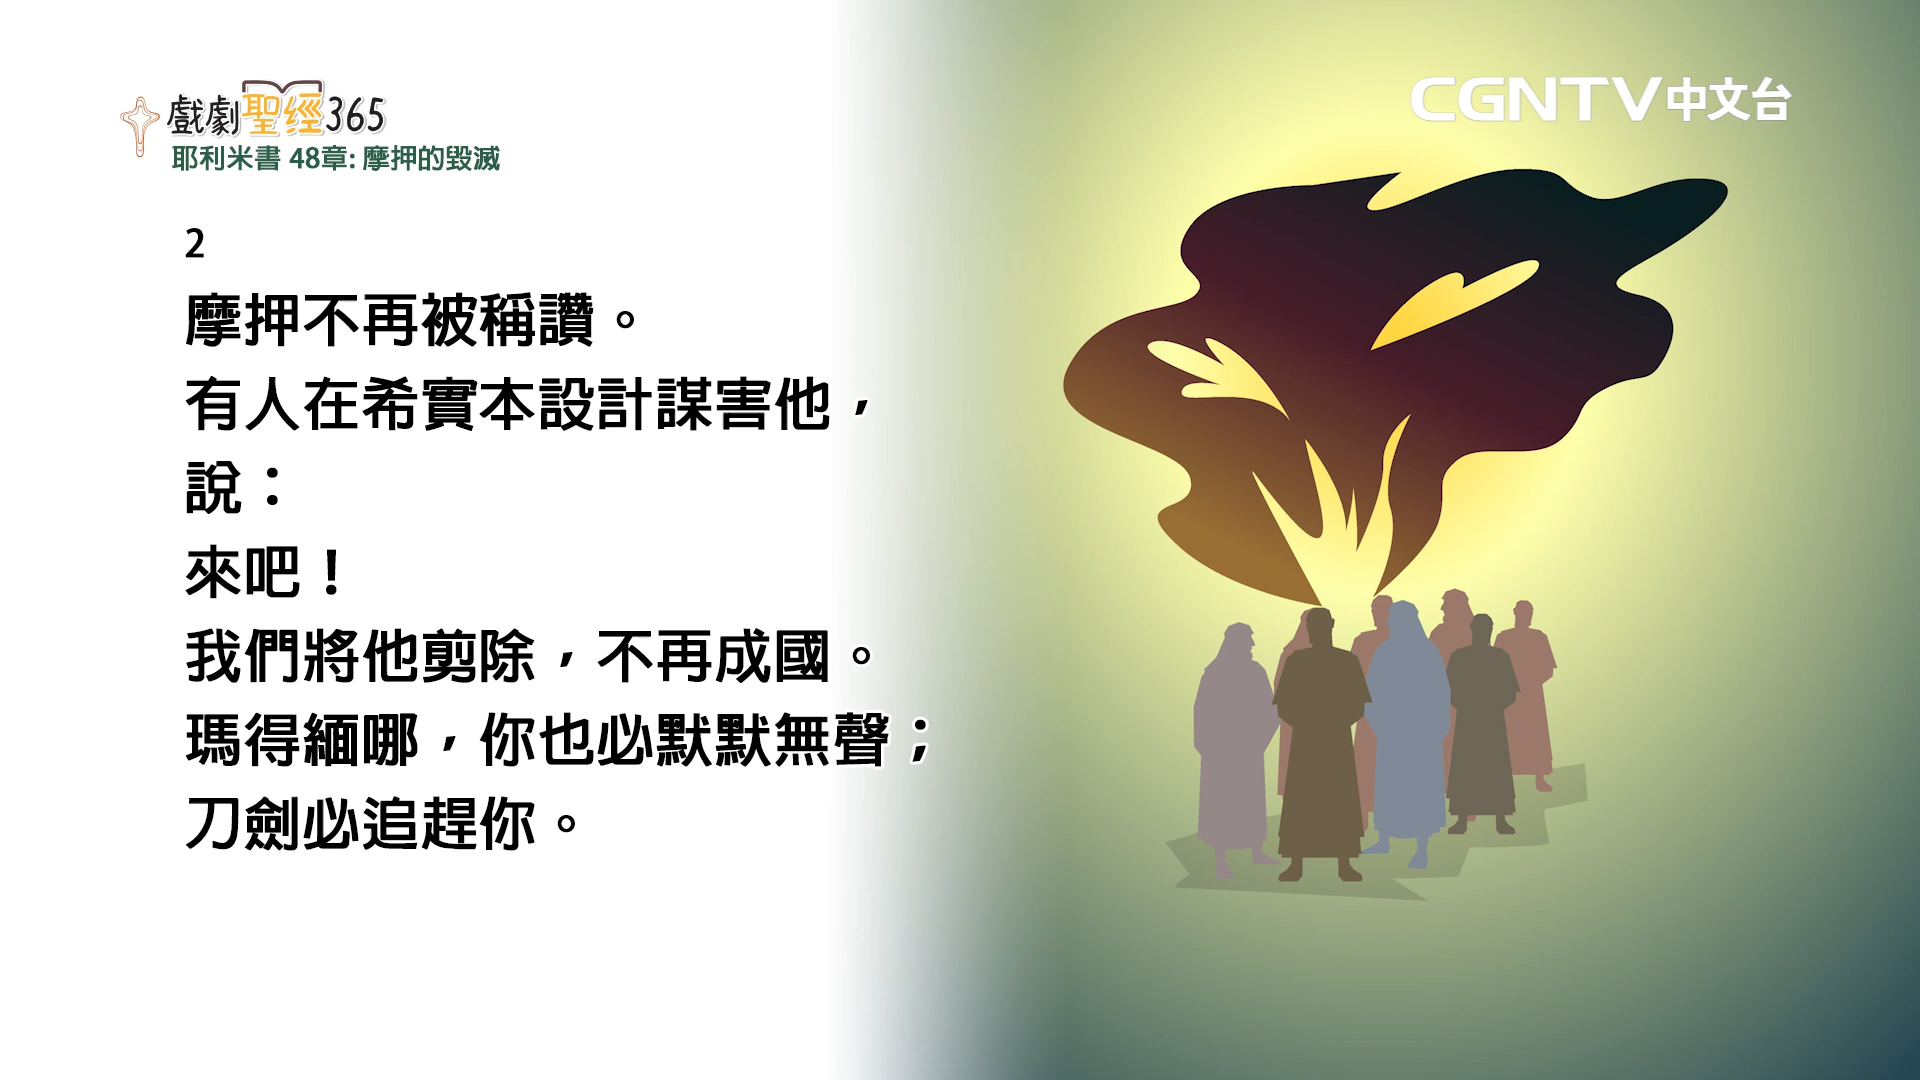 戲劇聖經365
耶利米書 48章: 摩押的毀滅
CGNTV中文台
2
摩押不再被稱讚。
有人在希實本設計謀害他，
說：
來吧！
我們將他剪除，不再成國。
瑪得緬哪，你也必默默無聲；
刀劍必追趕你。